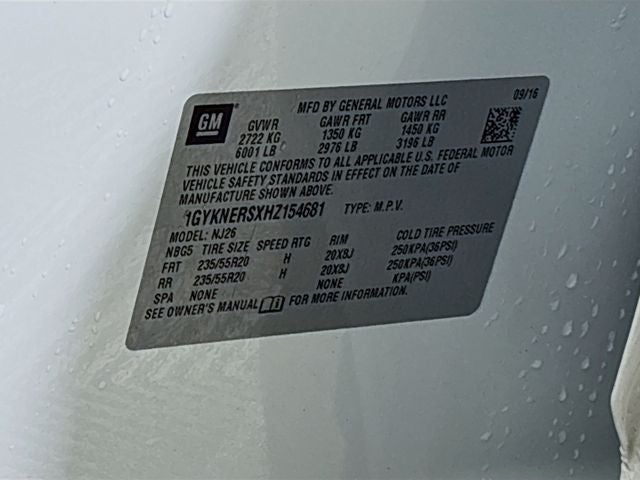 GM
MFD BY GENERAL MOTORS LLC 09/16
GVWR GAWR FRT GAWR RR
2722 KG 1350 KG 1450 KG
6001 LB 2976 LB 3196 LB
THIS VEHICLE CONFORMS TO ALL APPLICABLE U.S. FEDERAL MOTOR
VEHICLE SAFETY STANDARDS IN EFFECT ON THE DATE OF
MANUFACTURE SHOWN ABOVE.
1GYKNERSXHZ154681 TYPE: M.P.V.
MODEL: NJ26
NBG5 TIRE SIZE SPEED RTG RIM COLD TIRE PRESSURE
FRT 235/55R20 H 20X8J 250KPA(36PSI)
RR 235/55R20 H 20X8J 250KPA(36PSI)
SPA NONE NONE KPA(PSI)
SEE OWNER'S MANUAL FOR MORE INFORMATION.